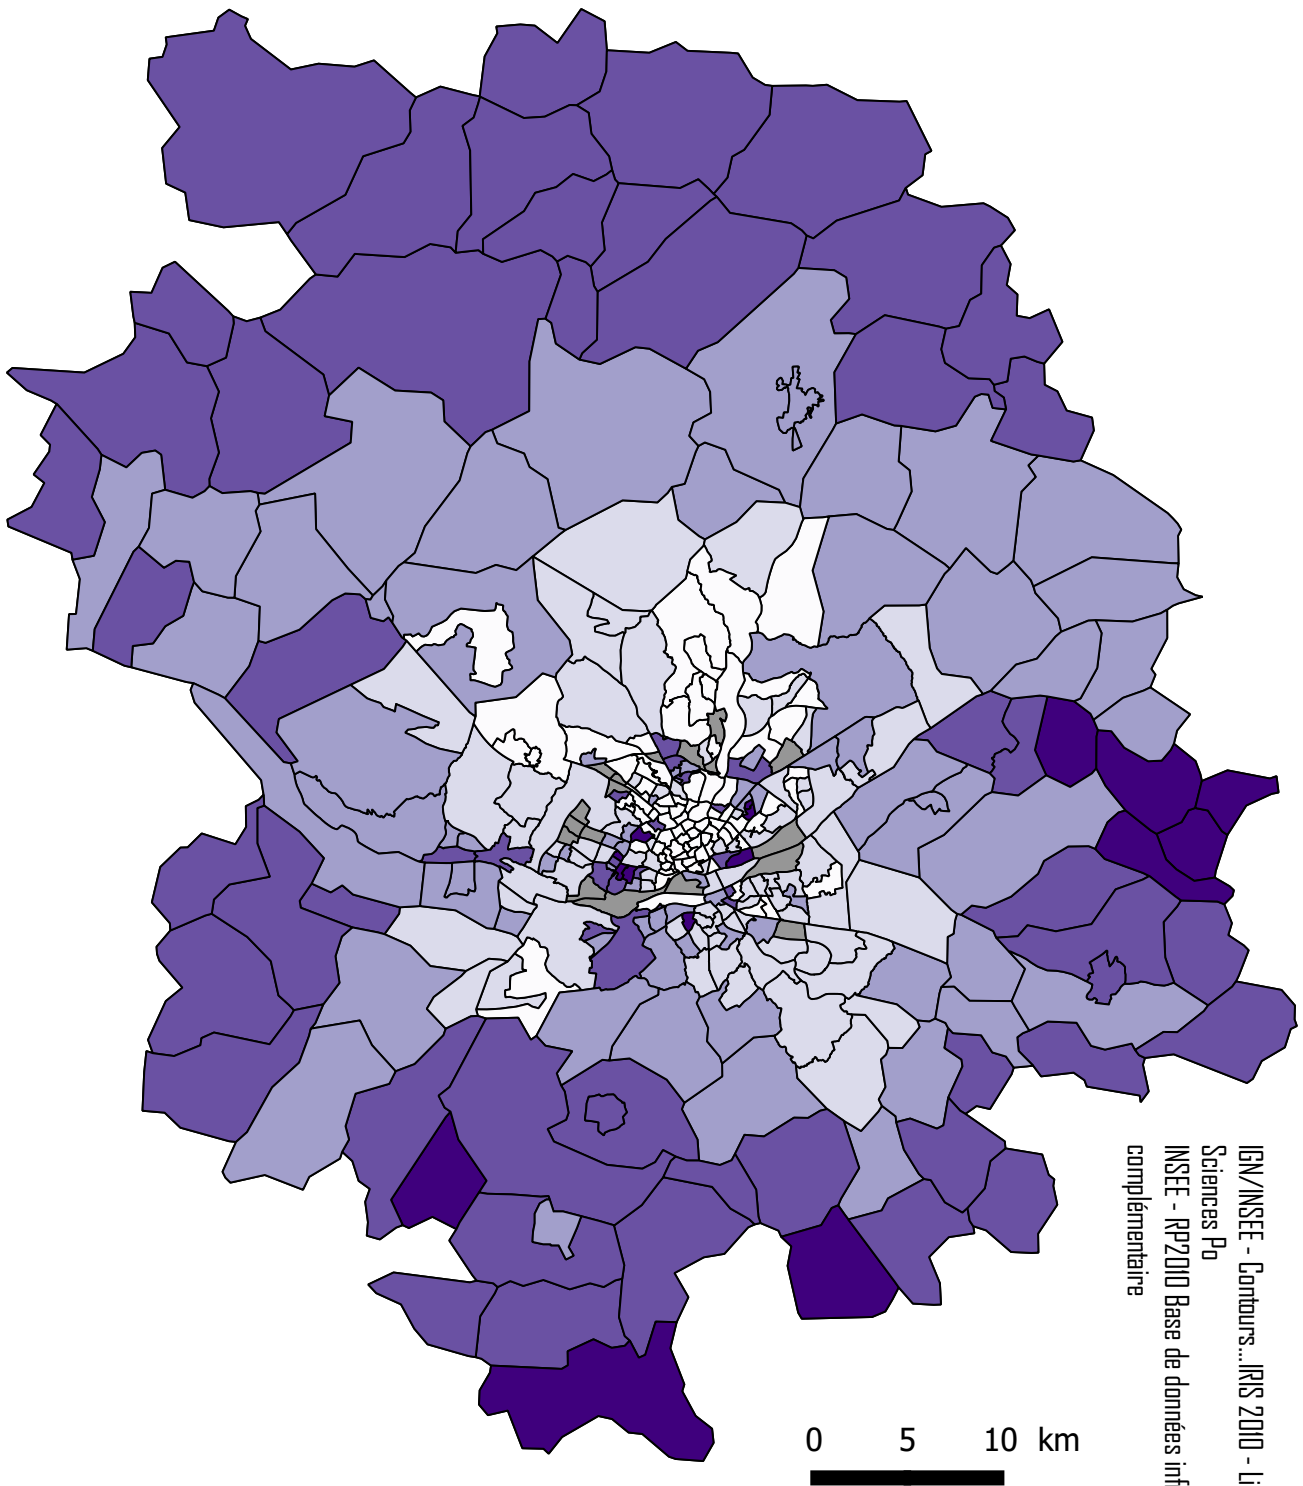 IGN/INSEE - Contours...IRIS 2010 - Li
Sciences Po
INSEE - RP2010 Base de données inf
complémentaire
0 5 10 km